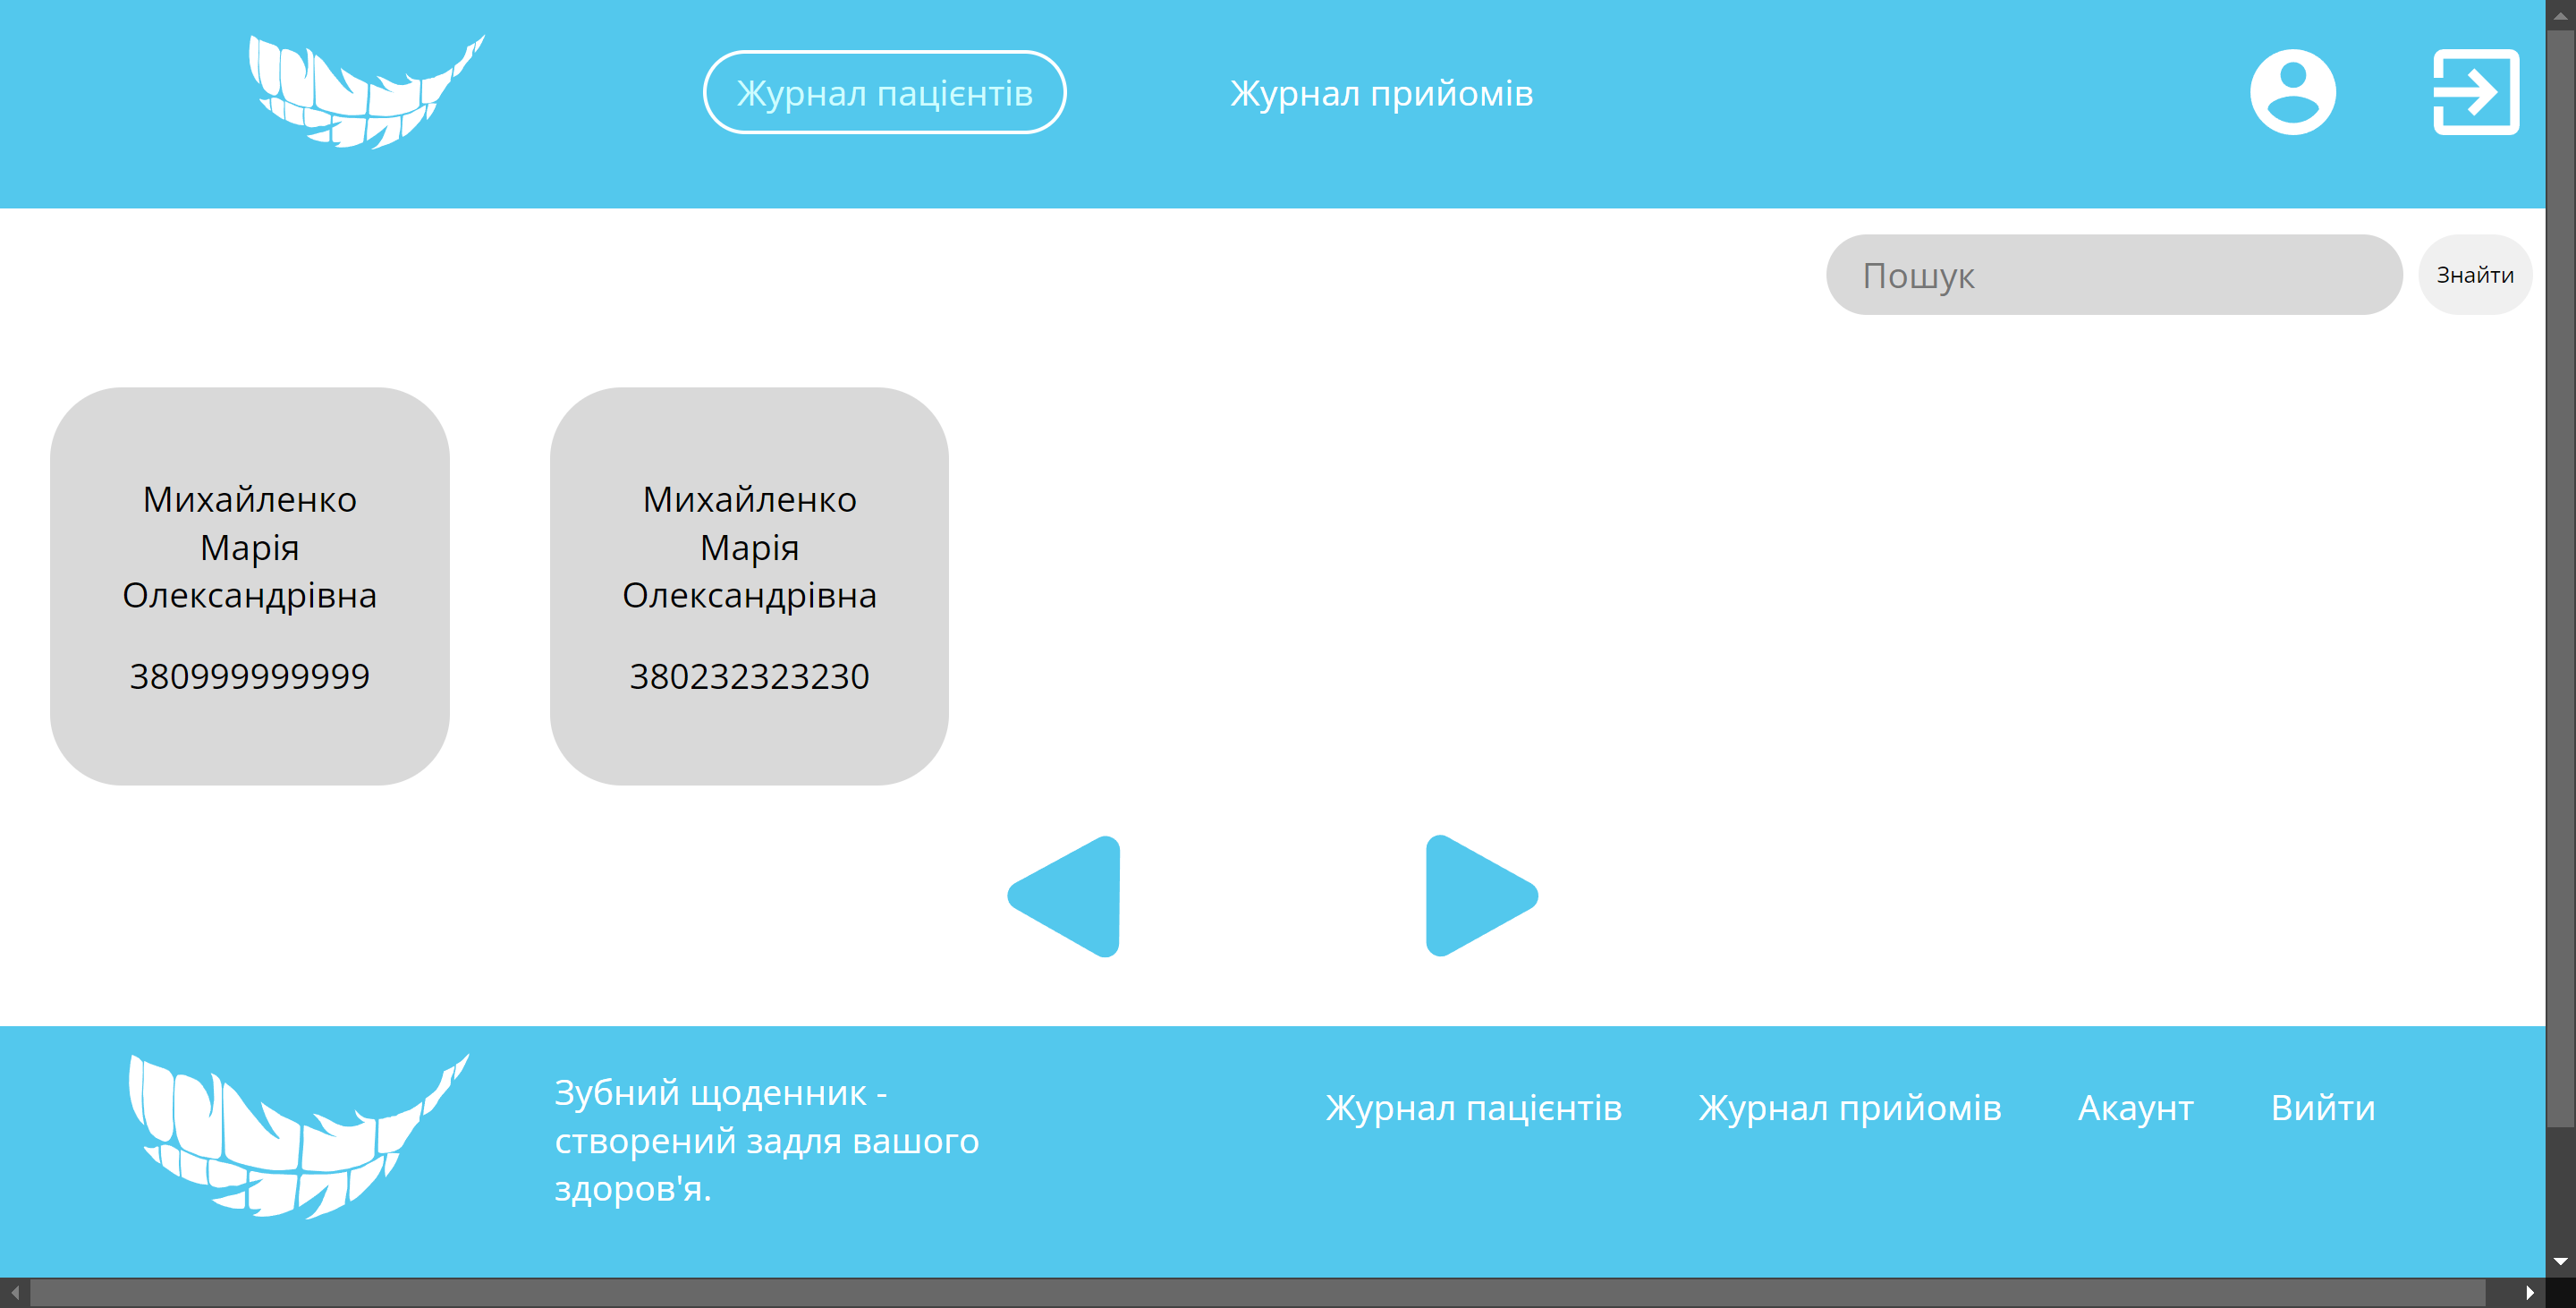 Журнал пацієнтів
Журнал прийомів
Пошук
Знайти
Михайленко
Марія
Олександрівна
380999999999
Михайленко
Марія
Олександрівна
380232323230
Зубний щоденник -
створений задля вашого
здоров'я.
Журнал пацієнтів
Журнал прийомів
Акаунт
Вийти